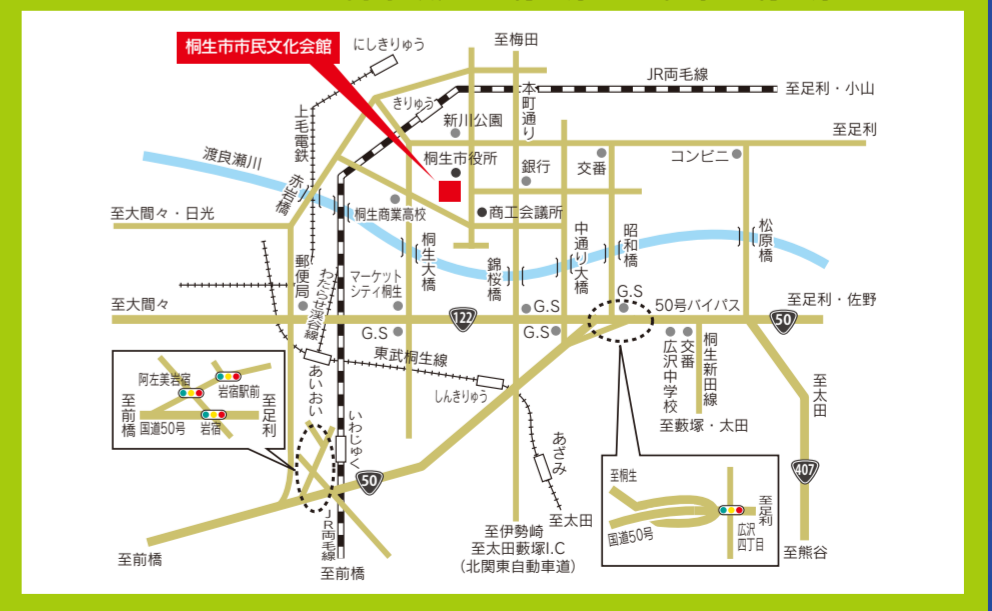 桐生市市民文化会館
にしきりゅう
至梅田
JR両毛線
至足利・小山
本町通り
きりゅう
新川公園
上毛電鉄
至足利
渡良瀬川
桐生市役所
銀行
交番
コンビニ
赤岩橋
桐生商業高校
商工会議所
至大間々・日光
桐生大橋
錦桜橋
中通り大橋
昭和橋
松原橋
郵便局
わたらせ渓谷線
マーケット
シティ桐生
G.S
50号バイパス
至足利・佐野
至大間々
122
G.S
50
G.S
G.S
東武桐生線
広沢中学校
交番
桐生新田線
あいおい
しんきりゅう
至太田
至藪塚・太田
阿左美岩宿
岩宿駅前
至前橋
国道50号
岩宿
至足利
いわじゅく
あざみ
50
407
至桐生
国道50号
至足利
広沢
四丁目
JR両毛線
至太田
至伊勢崎
至太田藪塚I.C
(北関東自動車道)
至前橋
至前橋
至熊谷